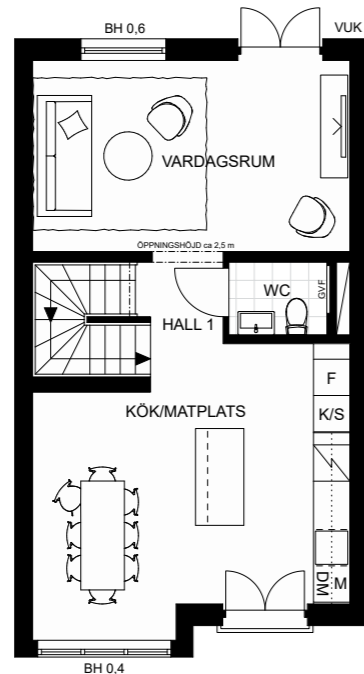 BH 0,6
VUK
VARDAGSRUM
ÖPPNINGSHÖJD ca 2,5 m
WC
GVF
HALL 1
F
KÖK/MATPLATS
K/S
DM
M
BH 0,4